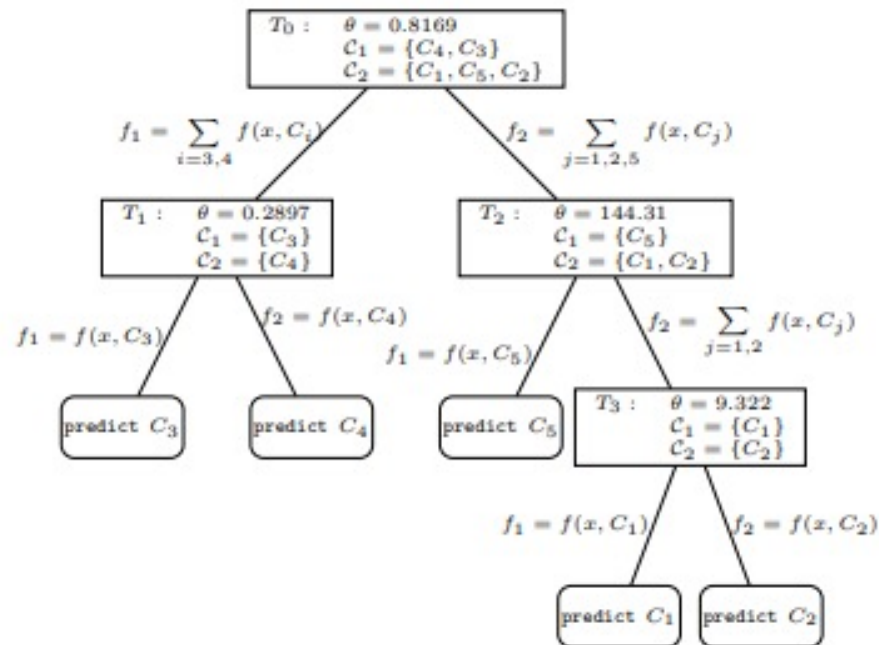 T₀ : θ = 0.8169
𝒞₁ = {C₄, C₃}
𝒞₂ = {C₁, C₅, C₂}
f₁ = ∑_{i=3,4} f(x, C_i)
f₂ = ∑_{j=1,2,5} f(x, C_j)
T₁ : θ = 0.2897
𝒞₁ = {C₃}
𝒞₂ = {C₄}
T₂ : θ = 144.31
𝒞₁ = {C₅}
𝒞₂ = {C₁, C₂}
f₁ = f(x, C₃)
f₂ = f(x, C₄)
f₁ = f(x, C₅)
f₂ = ∑_{j=1,2} f(x, C_j)
predict C₃
predict C₄
predict C₅
T₃ : θ = 9.322
𝒞₁ = {C₁}
𝒞₂ = {C₂}
f₁ = f(x, C₁)
f₂ = f(x, C₂)
predict C₁
predict C₂